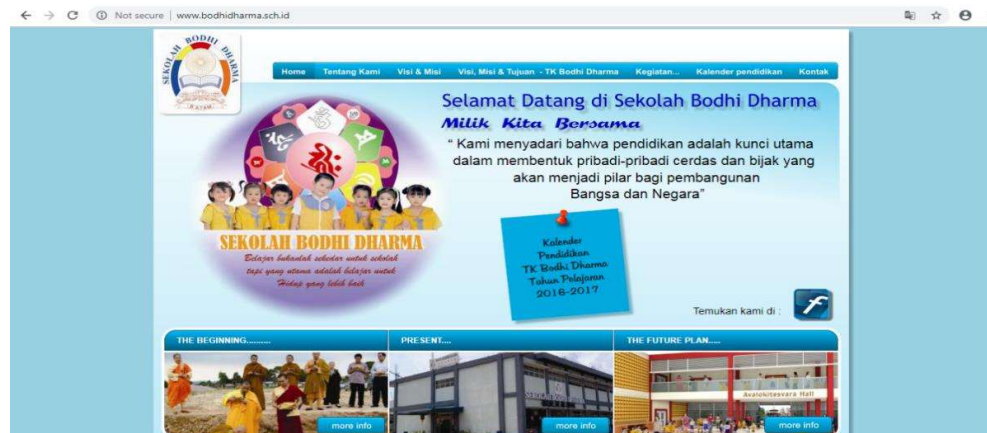 Not secure | www.bodhidharma.sch.id
SEKOLAH BODHI DHARMA
BATAM
Home Tentang Kami Visi & Misi Visi, Misi & Tujuan - TK Bodhi Dharma Kegiatan... Kalender pendidikan Kontak
Selamat Datang di Sekolah Bodhi Dharma
Milik Kita Bersama
“ Kami menyadari bahwa pendidikan adalah kunci utama
dalam membentuk pribadi-pribadi cerdas dan bijak yang
akan menjadi pilar bagi pembangunan
Bangsa dan Negara”
SEKOLAH BODHI DHARMA
Belajar bukanlah sekedar untuk sekolah
tapi yang utama adalah belajar untuk
Hidup yang lebih baik
Kalender
Pendidikan
TK Bodhi Dharma
Tahun Pelajaran
2016-2017
Temukan kami di :
f
THE BEGINNING..........
PRESENT....
THE FUTURE PLAN.....
Avalokitesvara Hall
more info
more info
more info